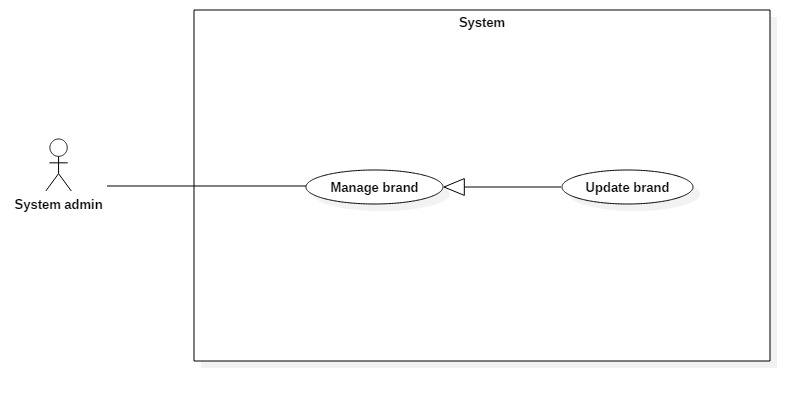 System
System admin
Manage brand
Update brand